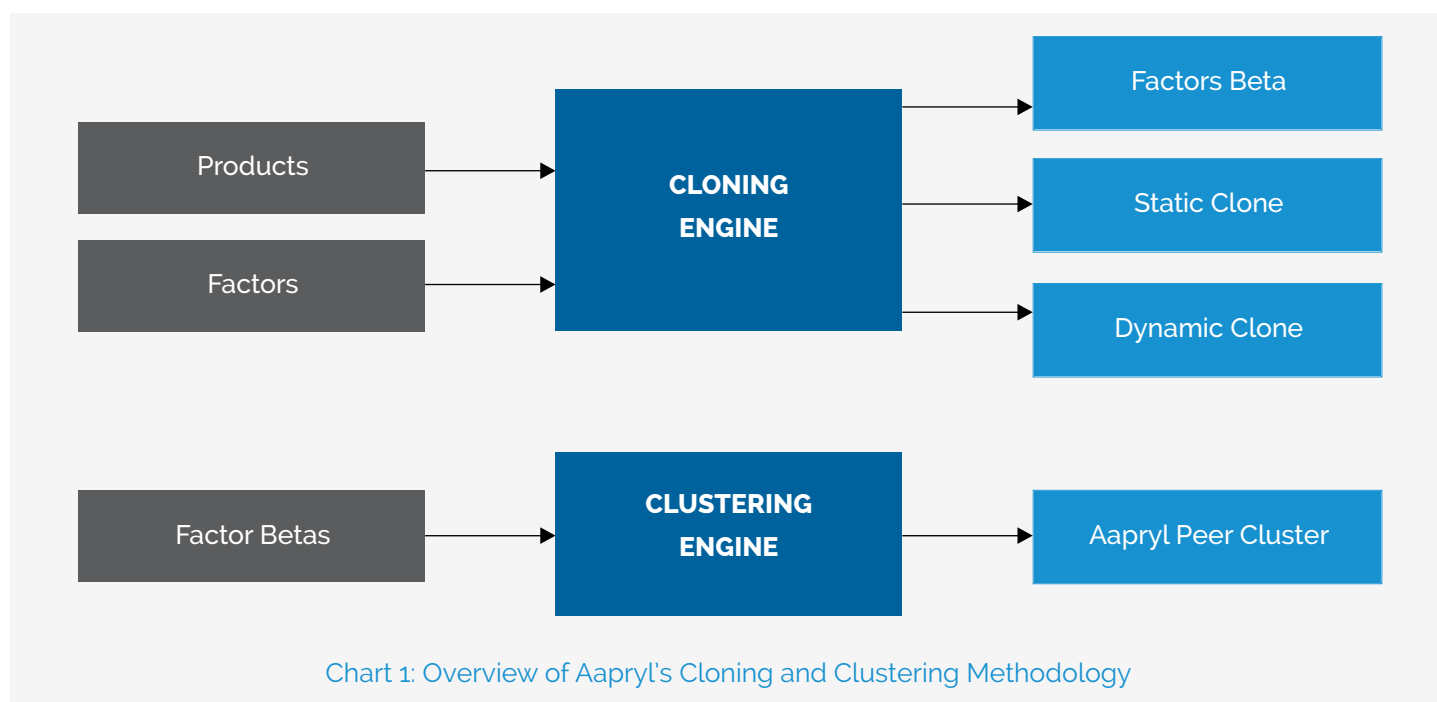 Products
Factors
CLONING
ENGINE
Factors Beta
Static Clone
Dynamic Clone
Factor Betas
CLUSTERING
ENGINE
Aapryl Peer Cluster
Chart 1: Overview of Aapryl's Cloning and Clustering Methodology